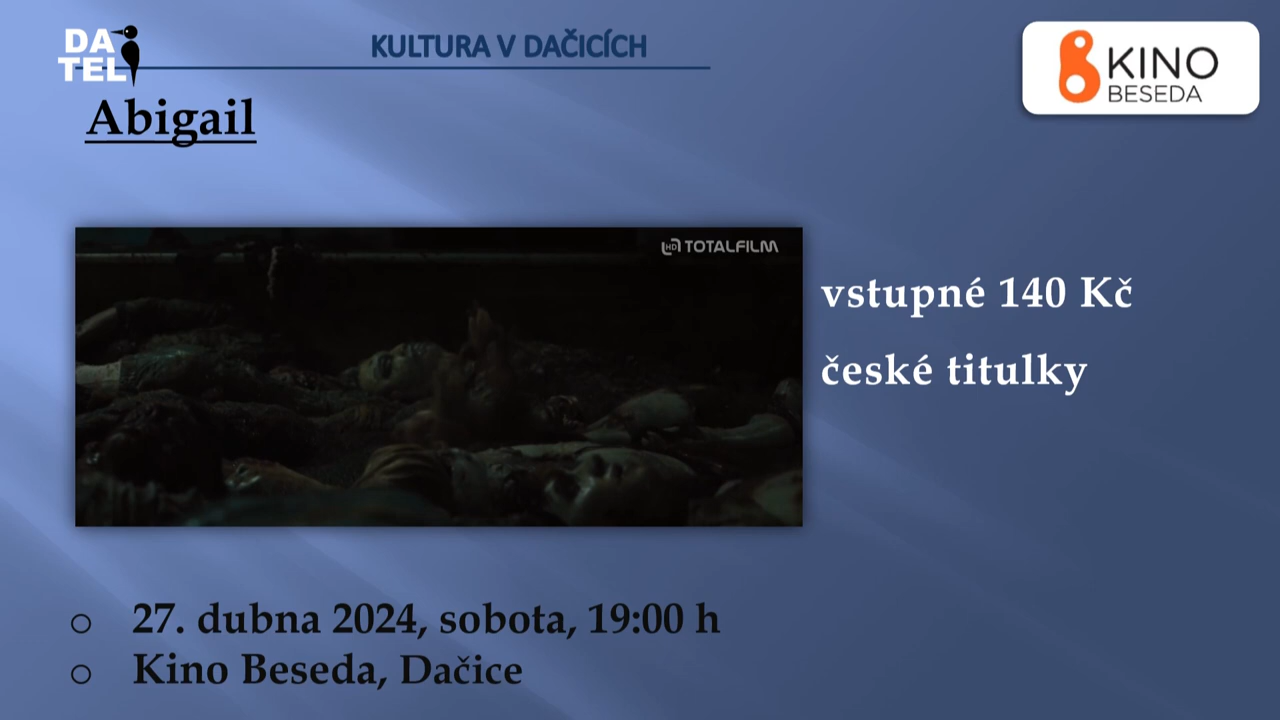 DA
TEL
KULTURA V DAČICÍCH
KINO
BESEDA
Abigail
HD TOTALFILM
vstupné 140 Kč
české titulky
o 27. dubna 2024, sobota, 19:00 h
o Kino Beseda, Dačice